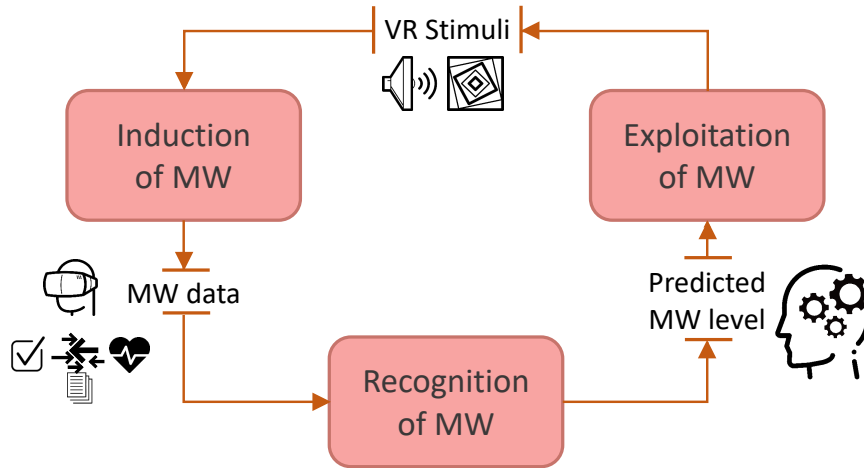 VR Stimuli
Induction
of MW
Exploitation
of MW
MW data
Predicted
MW level
Recognition
of MW